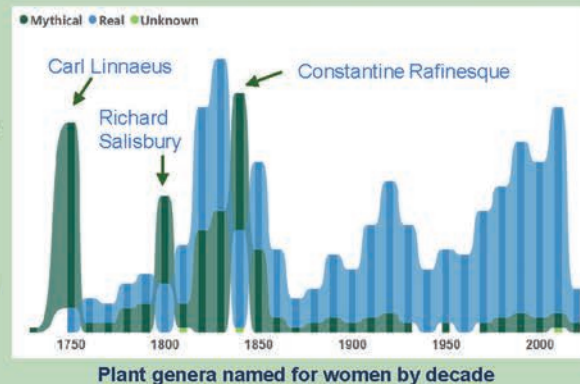 Mythical Real Unknown
Carl Linnaeus
Constantine Rafinesque
Richard
Salisbury
1750 1800 1850 1900 1950 2000
Plant genera named for women by decade